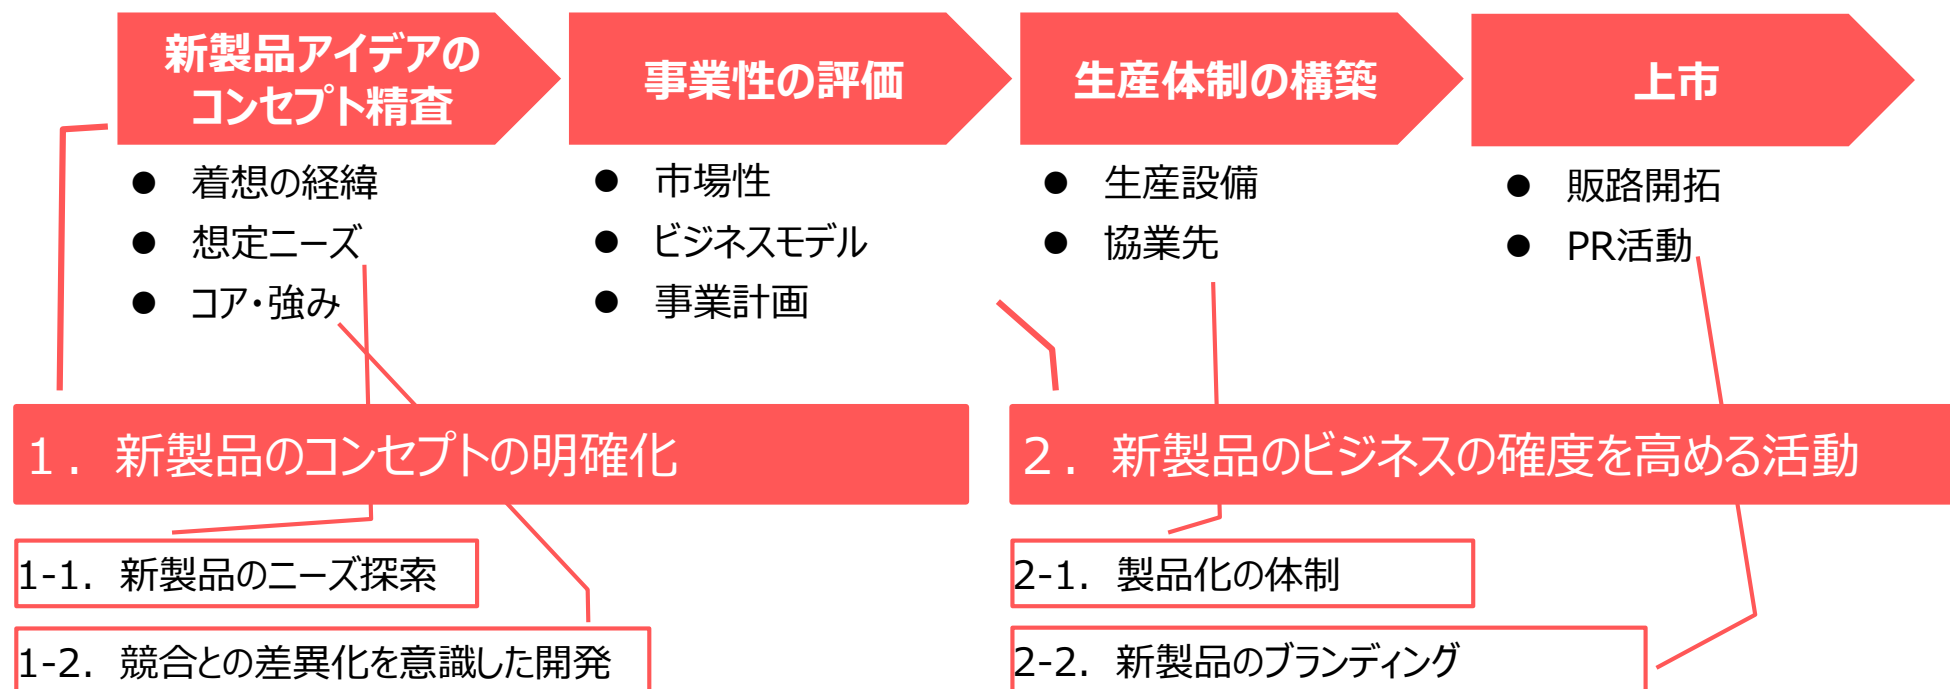 新製品アイデアの
コンセプト精査
事業性の評価
生産体制の構築
上市
● 着想の経緯
● 想定ニーズ
● コア・強み
● 市場性
● ビジネスモデル
● 事業計画
● 生産設備
● 協業先
● 販路開拓
● PR活動
１．新製品のコンセプトの明確化
２．新製品のビジネスの確度を高める活動
1-1．新製品のニーズ探索
1-2．競合との差異化を意識した開発
2-1．製品化の体制
2-2．新製品のブランディング